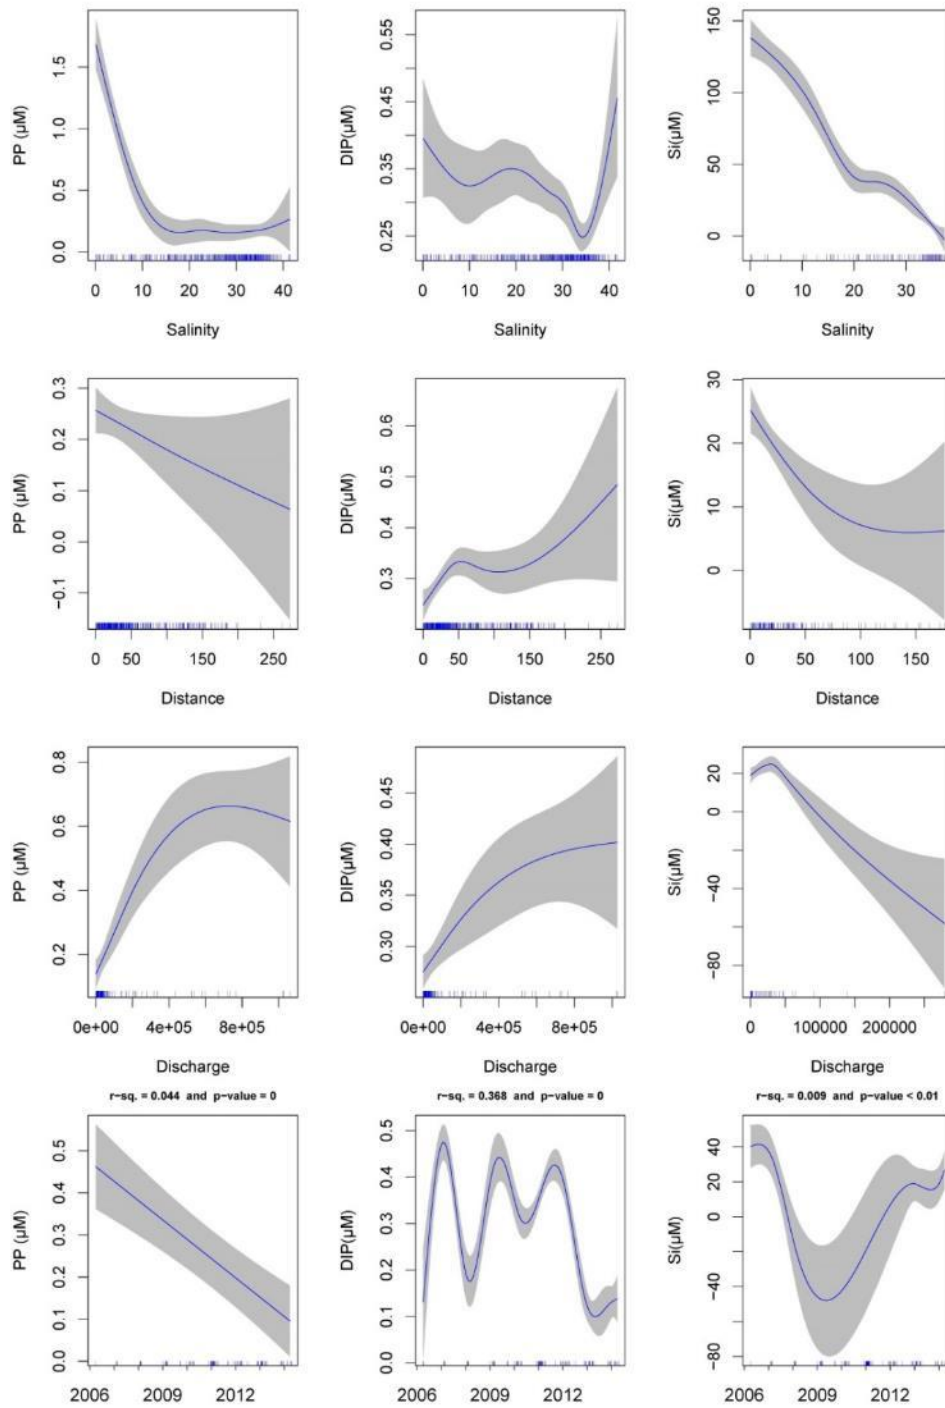 PP (µM)
0.0 0.5 1.0 1.5
0 10 20 30 40
Salinity
DIP(µM)
0.25 0.35 0.45 0.55
0 10 20 30 40
Salinity
Si(µM)
0 50 100 150
0 10 20 30
Salinity
PP (µM)
−0.1 0.0 0.1 0.2 0.3
0 50 150 250
Distance
DIP(µM)
0.3 0.4 0.5 0.6
0 50 150 250
Distance
Si(µM)
0 10 20 30
0 50 100 150
Distance
PP (µM)
0.2 0.4 0.6 0.8
0e+00 4e+05 8e+05
Discharge
DIP(µM)
0.30 0.35 0.40 0.45
0e+00 4e+05 8e+05
Discharge
Si(µM)
−80 −40 0 20
0 100000 200000
Discharge
r−sq. = 0.044 and p−value = 0
PP (µM)
0.0 0.1 0.2 0.3 0.4 0.5
2006 2009 2012
r−sq. = 0.368 and p−value = 0
DIP(µM)
0.0 0.1 0.2 0.3 0.4 0.5
2006 2009 2012
r−sq. = 0.009 and p−value < 0.01
Si(µM)
−80 −40 0 20 40
2006 2009 2012